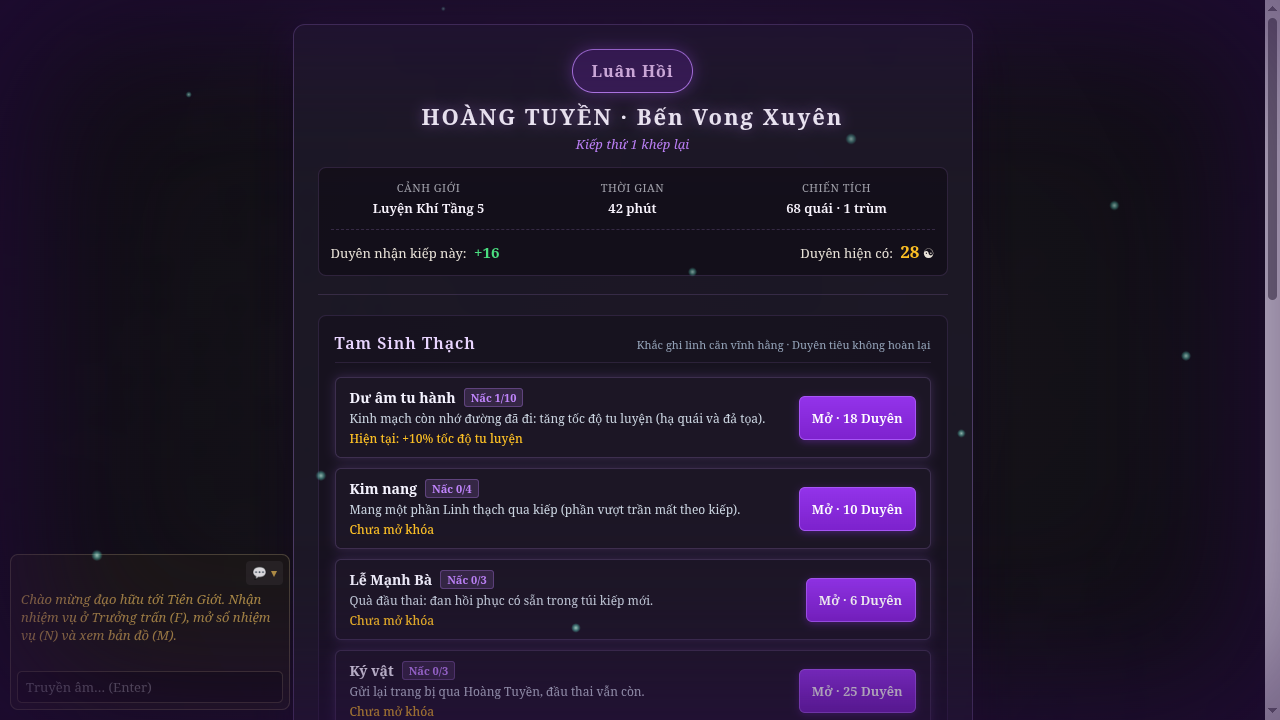 Luân Hồi
HOÀNG TUYỀN · Bến Vong Xuyên
Kiếp thứ 1 khép lại
CẢNH GIỚI
Luyện Khí Tầng 5
THỜI GIAN
42 phút
CHIẾN TÍCH
68 quái · 1 trùm
Duyên nhận kiếp này: +16
Duyên hiện có: 28 ☯
Tam Sinh Thạch
Khắc ghi linh căn vĩnh hằng · Duyên tiêu không hoàn lại
Dư âm tu hành Nấc 1/10
Kinh mạch còn nhớ đường đã đi: tăng tốc độ tu luyện (hạ quái và đả tọa).
Hiện tại: +10% tốc độ tu luyện
Mở · 18 Duyên
Kim nang Nấc 0/4
Mang một phần Linh thạch qua kiếp (phần vượt trần mất theo kiếp).
Chưa mở khóa
Mở · 10 Duyên
Lễ Mạnh Bà Nấc 0/3
Quà đầu thai: đan hồi phục có sẵn trong túi kiếp mới.
Chưa mở khóa
Mở · 6 Duyên
Ký vật Nấc 0/3
Gửi lại trang bị qua Hoàng Tuyền, đầu thai vẫn còn.
Chưa mở khóa
Mở · 25 Duyên
💬 ▾
Chào mừng đạo hữu tới Tiên Giới. Nhận
nhiệm vụ ở Trưởng trấn (F), mở sổ nhiệm
vụ (N) và xem bản đồ (M).
Truyền âm... (Enter)